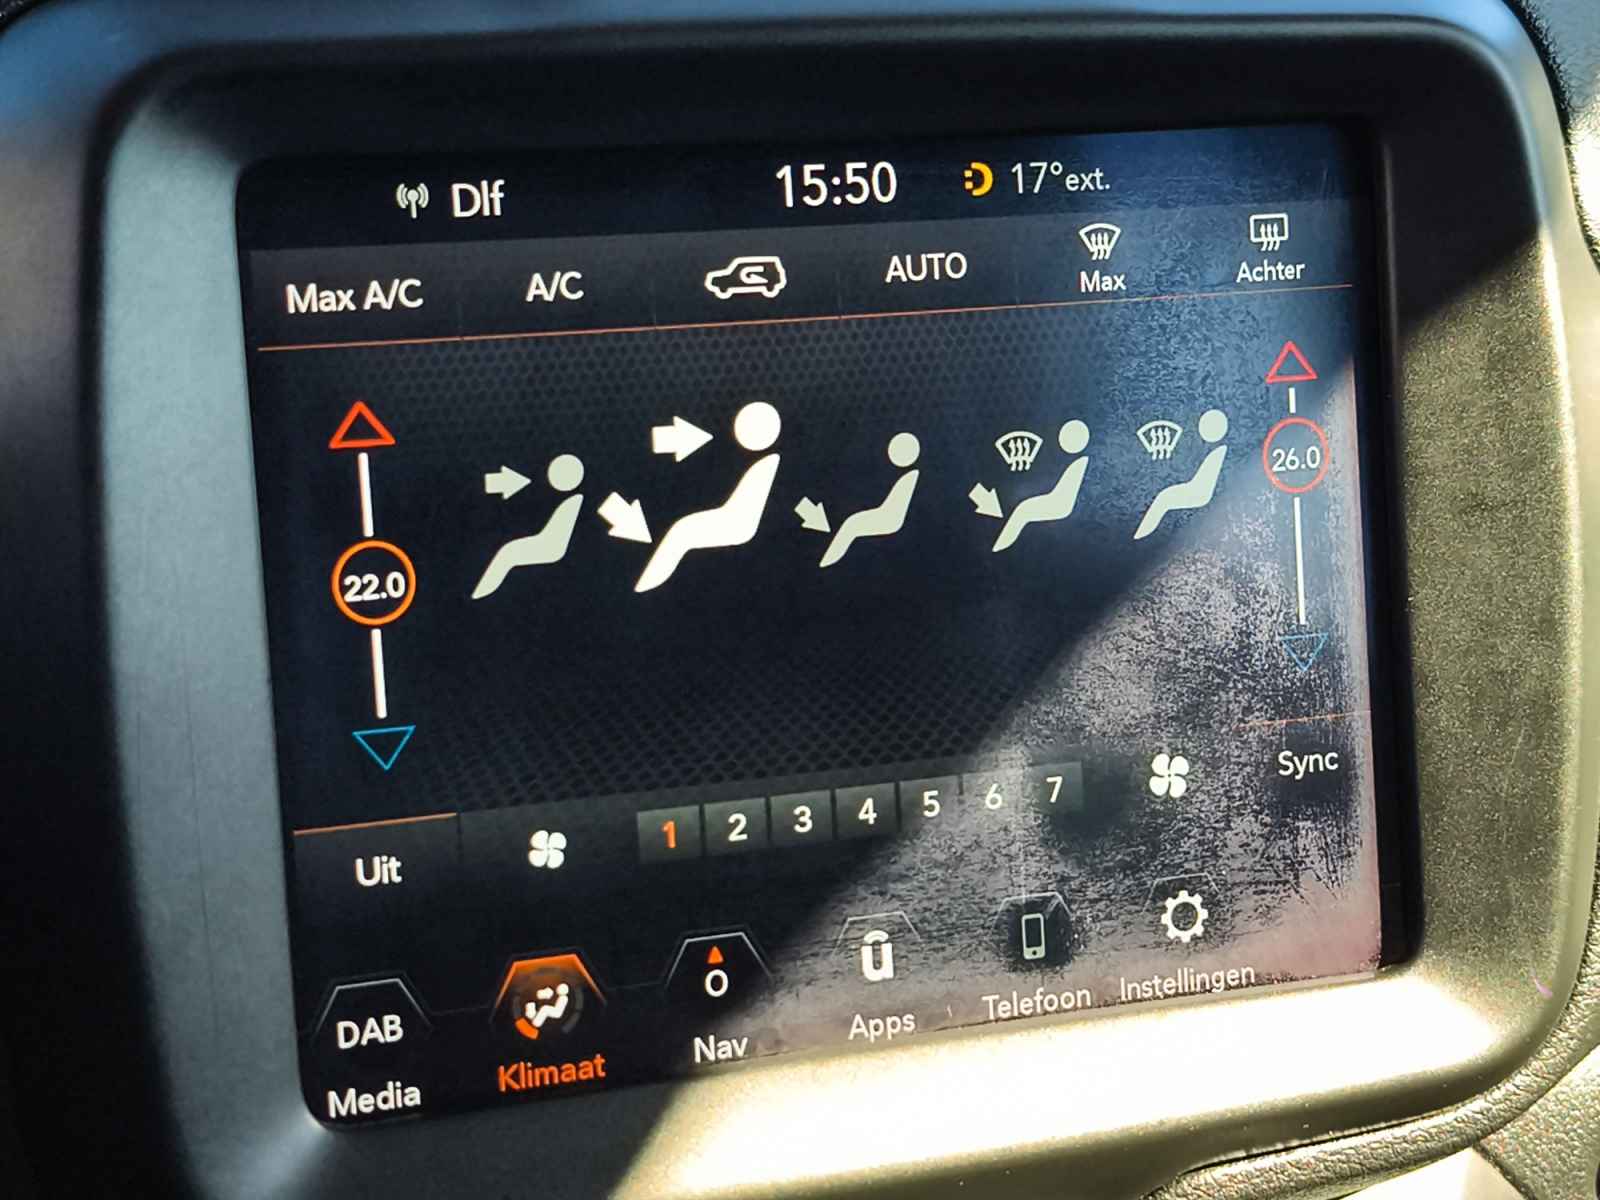 Dlf 15:50 17°ext.
Max A/C A/C AUTO Max Achter
22.0 26.0
Sync
Uit 1 2 3 4 5 6 7
DAB O
Media Klimaat Nav Apps Telefoon Instellingen